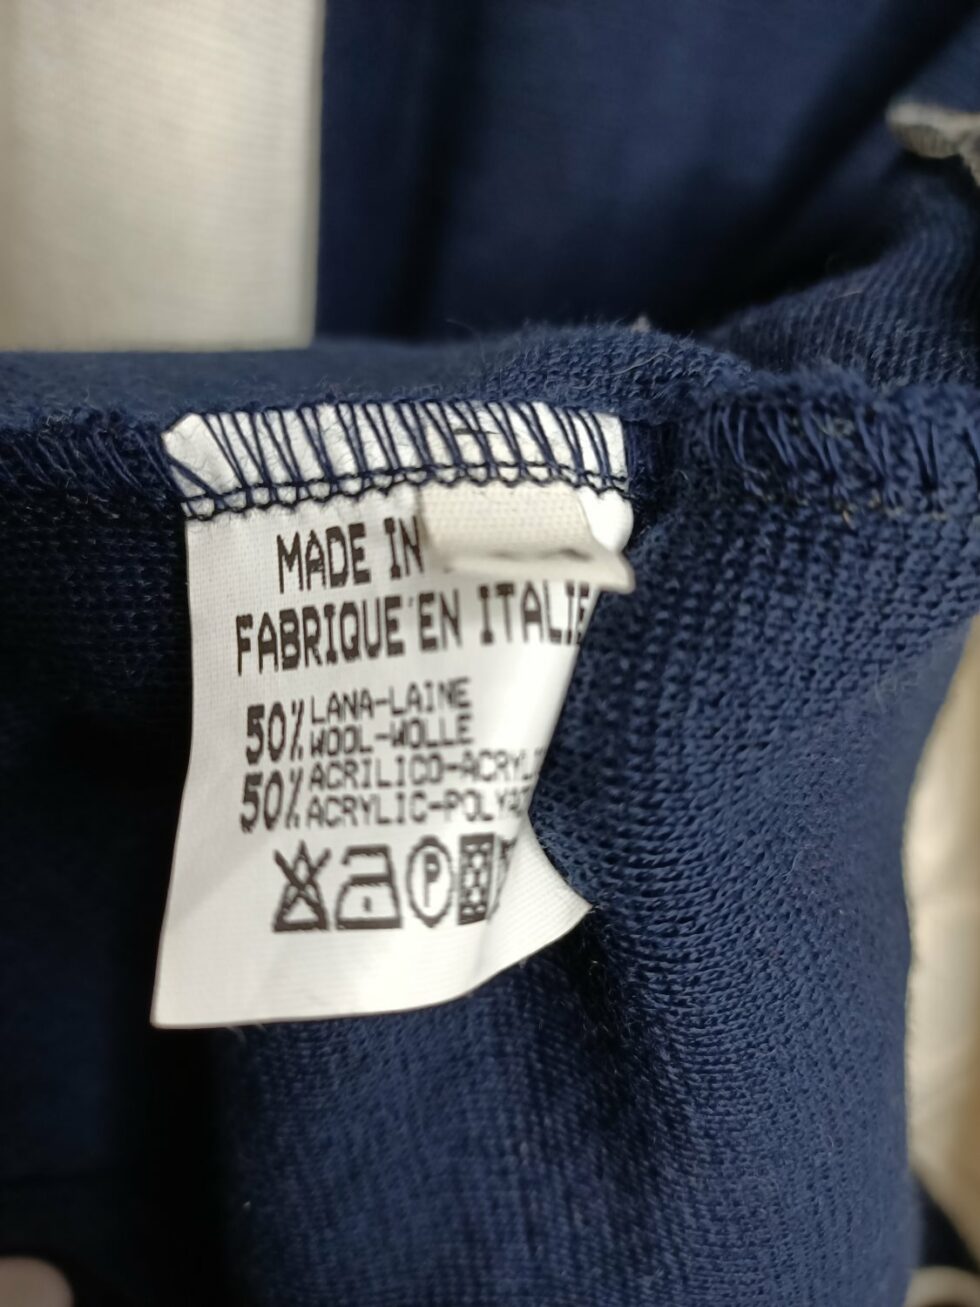 MADE IN
FABRIQUE EN ITALIE
50% LANA-LAINE
WOOL-WOLLE
50% ACRILICO-ACRYL
ACRYLIC-POLYA
P